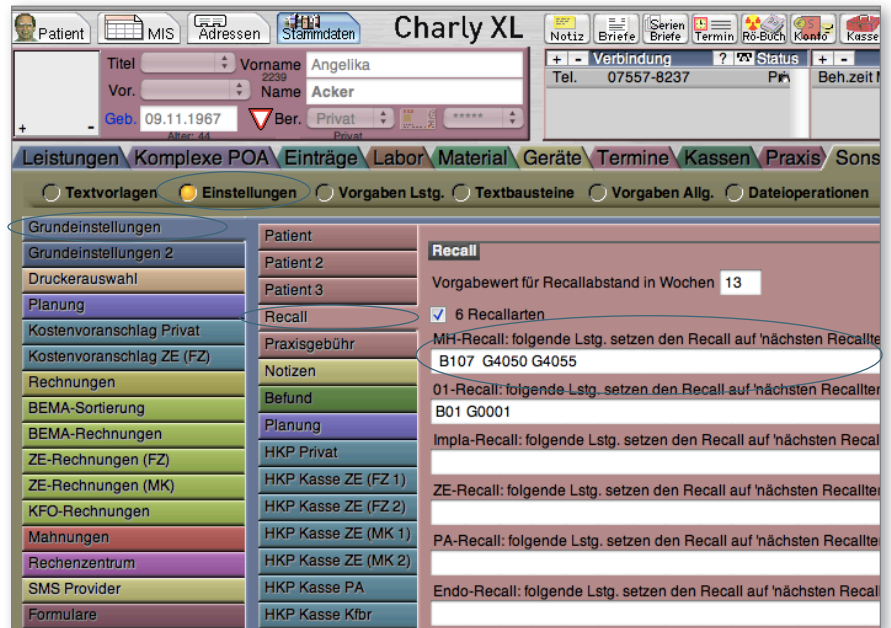 Patient MIS Adressen Stammdaten Charly XL Notiz Briefe Serien Briefe Termin Rö-Buch Konto Kasse
Titel Vorname Angelika
2239
Vor. Name Acker
Geb. 09.11.1967 Ber. Privat *****
Alter: 44 Privat
+ - Verbindung ? Status + -
Tel. 07557-8237 P Beh.zeit
+ -
Leistungen Komplexe POA Einträge Labor Material Geräte Termine Kassen Praxis Sons
Textvorlagen Einstellungen Vorgaben Lstg. Textbausteine Vorgaben Allg. Dateioperationen
Grundeinstellungen
Grundeinstellungen 2
Druckerauswahl
Planung
Kostenvoranschlag Privat
Kostenvoranschlag ZE (FZ)
Rechnungen
BEMA-Sortierung
BEMA-Rechnungen
ZE-Rechnungen (FZ)
ZE-Rechnungen (MK)
KFO-Rechnungen
Mahnungen
Rechenzentrum
SMS Provider
Formulare
Patient
Patient 2
Patient 3
Recall
Praxisgebühr
Notizen
Befund
Planung
HKP Privat
HKP Kasse ZE (FZ 1)
HKP Kasse ZE (FZ 2)
HKP Kasse ZE (MK 1)
HKP Kasse ZE (MK 2)
HKP Kasse PA
HKP Kasse Kfbr
Recall
Vorgabewert für Recallabstand in Wochen 13
6 Recallarten
MH-Recall: folgende Lstg. setzen den Recall auf 'nächsten Recallte
B107 G4050 G4055
01-Recall: folgende Lstg. setzen den Recall auf 'nächsten Recallter
B01 G0001
Impla-Recall: folgende Lstg. setzen den Recall auf 'nächsten Recal
ZE-Recall: folgende Lstg. setzen den Recall auf 'nächsten Recallter
PA-Recall: folgende Lstg. setzen den Recall auf 'nächsten Recallter
Endo-Recall: folgende Lstg. setzen den Recall auf 'nächsten Recall